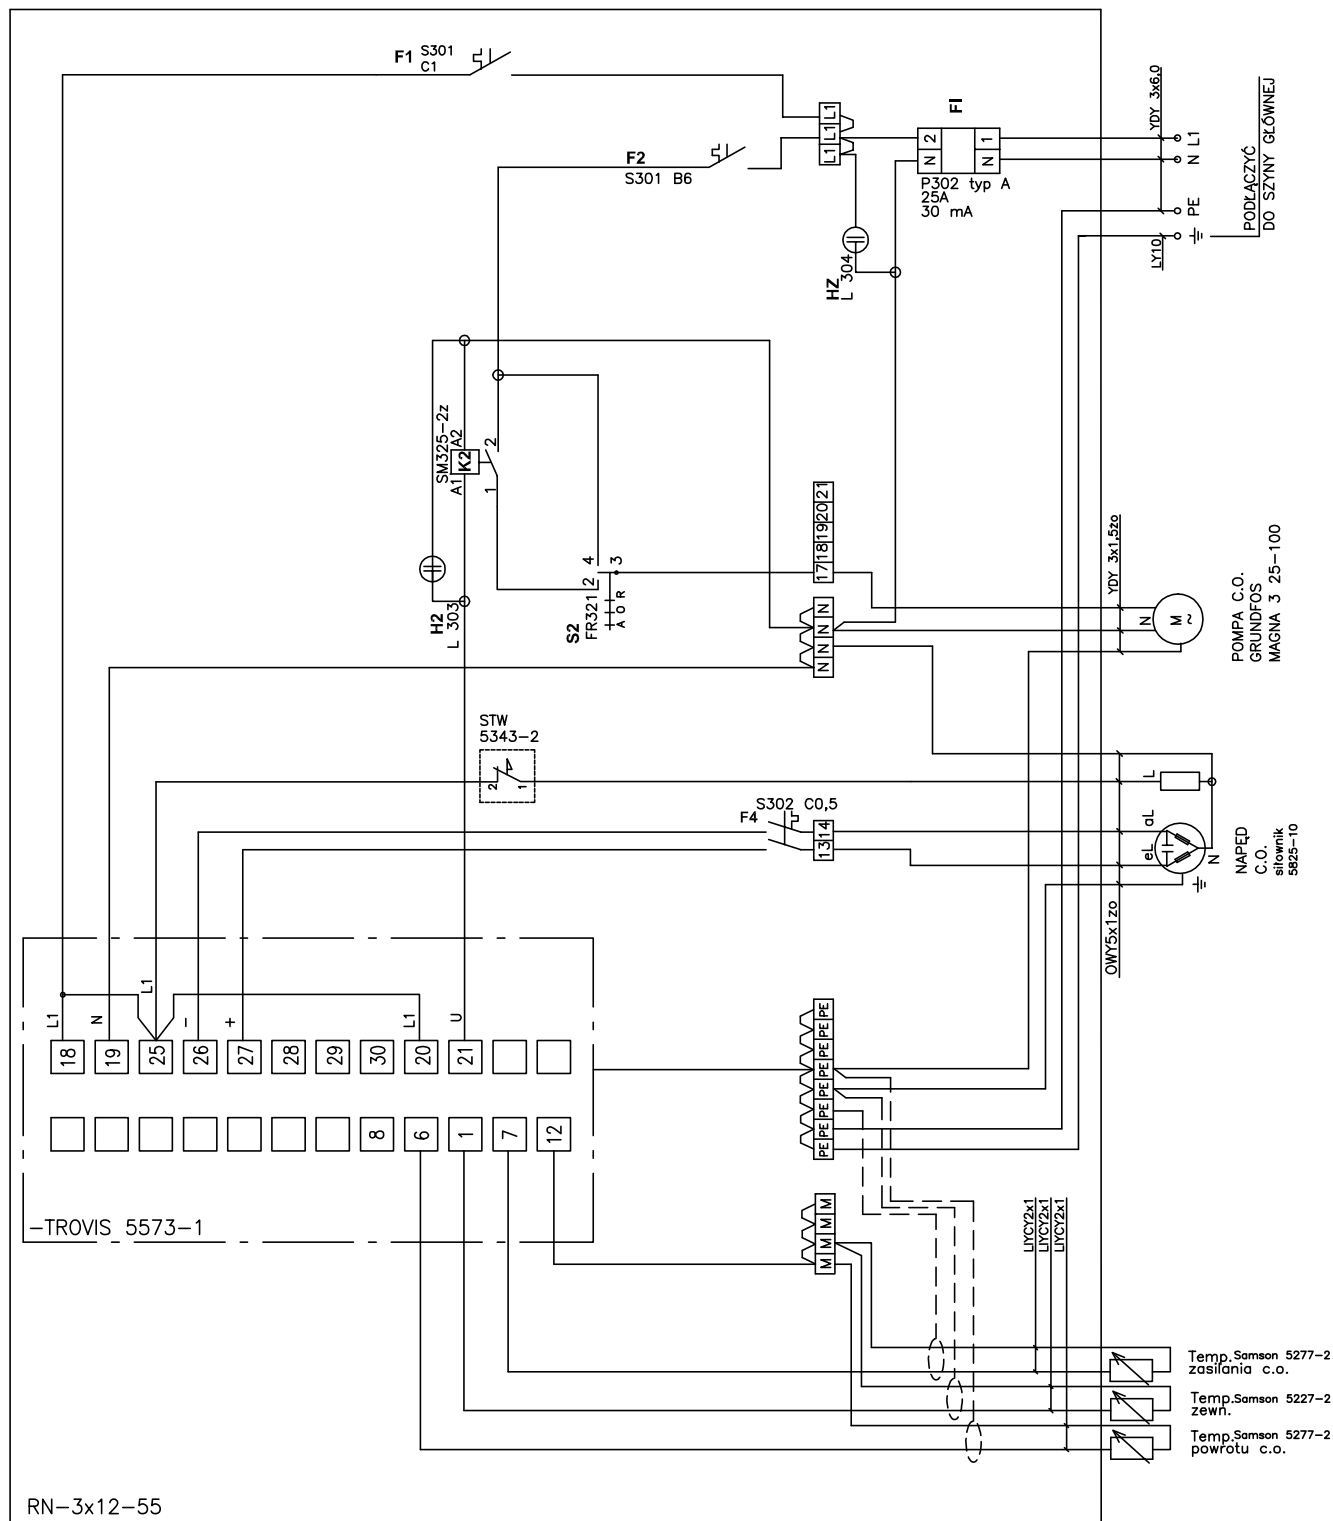 F1 S301
C1
F2
S301 B6
L1
L1
L1
FI
2
1
N
N
P302 typ A
25A
30 mA
YDY 3x6,0
L1
N
PE
LY10
PODŁĄCZYĆ
DO SZYNY GŁÓWNEJ
HZ
L 304
SM325-2z
A1
K2
A2
1
2
H2
L 303
S2
FR321
2
4
3
A O R
17 18 19 20 21
N
N
N
N
YDY 3x1,5żo
N
M
~
POMPA C.O.
GRUNDFOS
MAGNA 3 25-100
STW
5343-2
2
1
F4
S302 C0,5
13 14
L
aL
eL
N
NAPĘD
C.O.
siłownik
5825-10
OWY5x1żo
L1
N
L1
-
+
L1
U
18
19
25
26
27
28
29
30
20
21
8
6
1
7
12
-TROVIS 5573-1
PE
PE
PE
PE
PE
PE
PE
PE
M
M
M
M
LIYCY2x1
LIYCY2x1
LIYCY2x1
Temp. Samson 5277-2
zasilania c.o.
Temp. Samson 5227-2
zewn.
Temp. Samson 5277-2
powrotu c.o.
RN-3x12-55